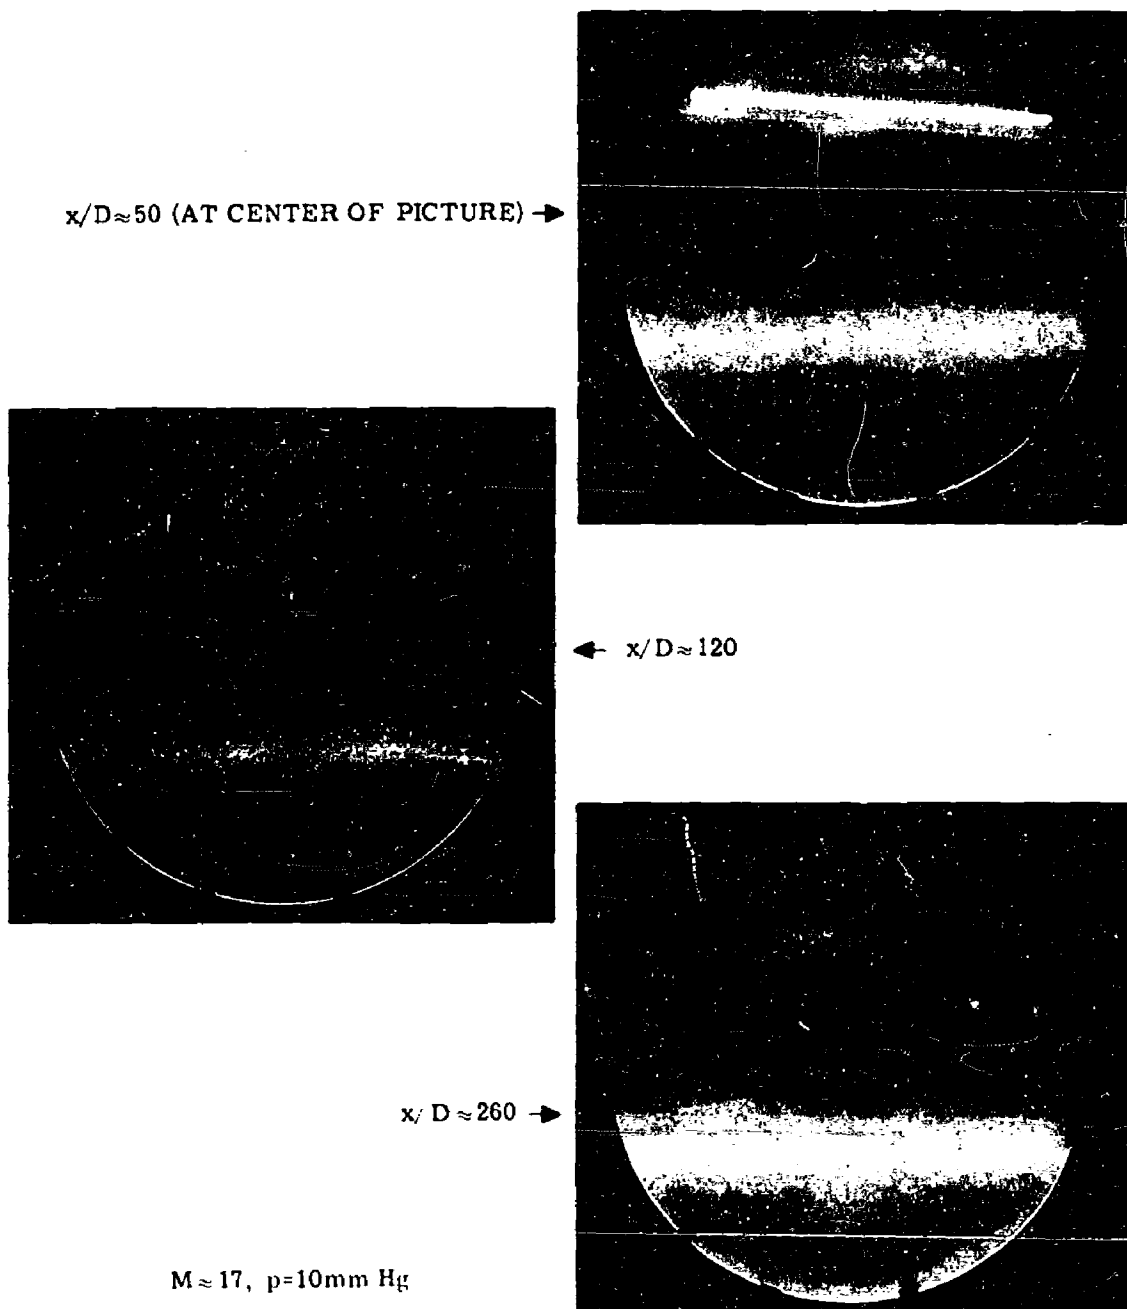 x/D≈50 (AT CENTER OF PICTURE)
x/D≈120
x/D≈260
M≈17, p=10mm Hg